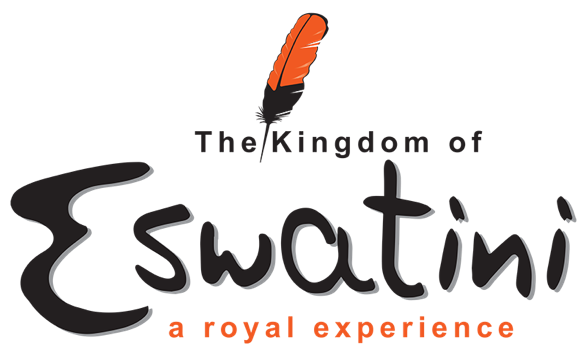 The Kingdom of
Eswatini
a royal experience